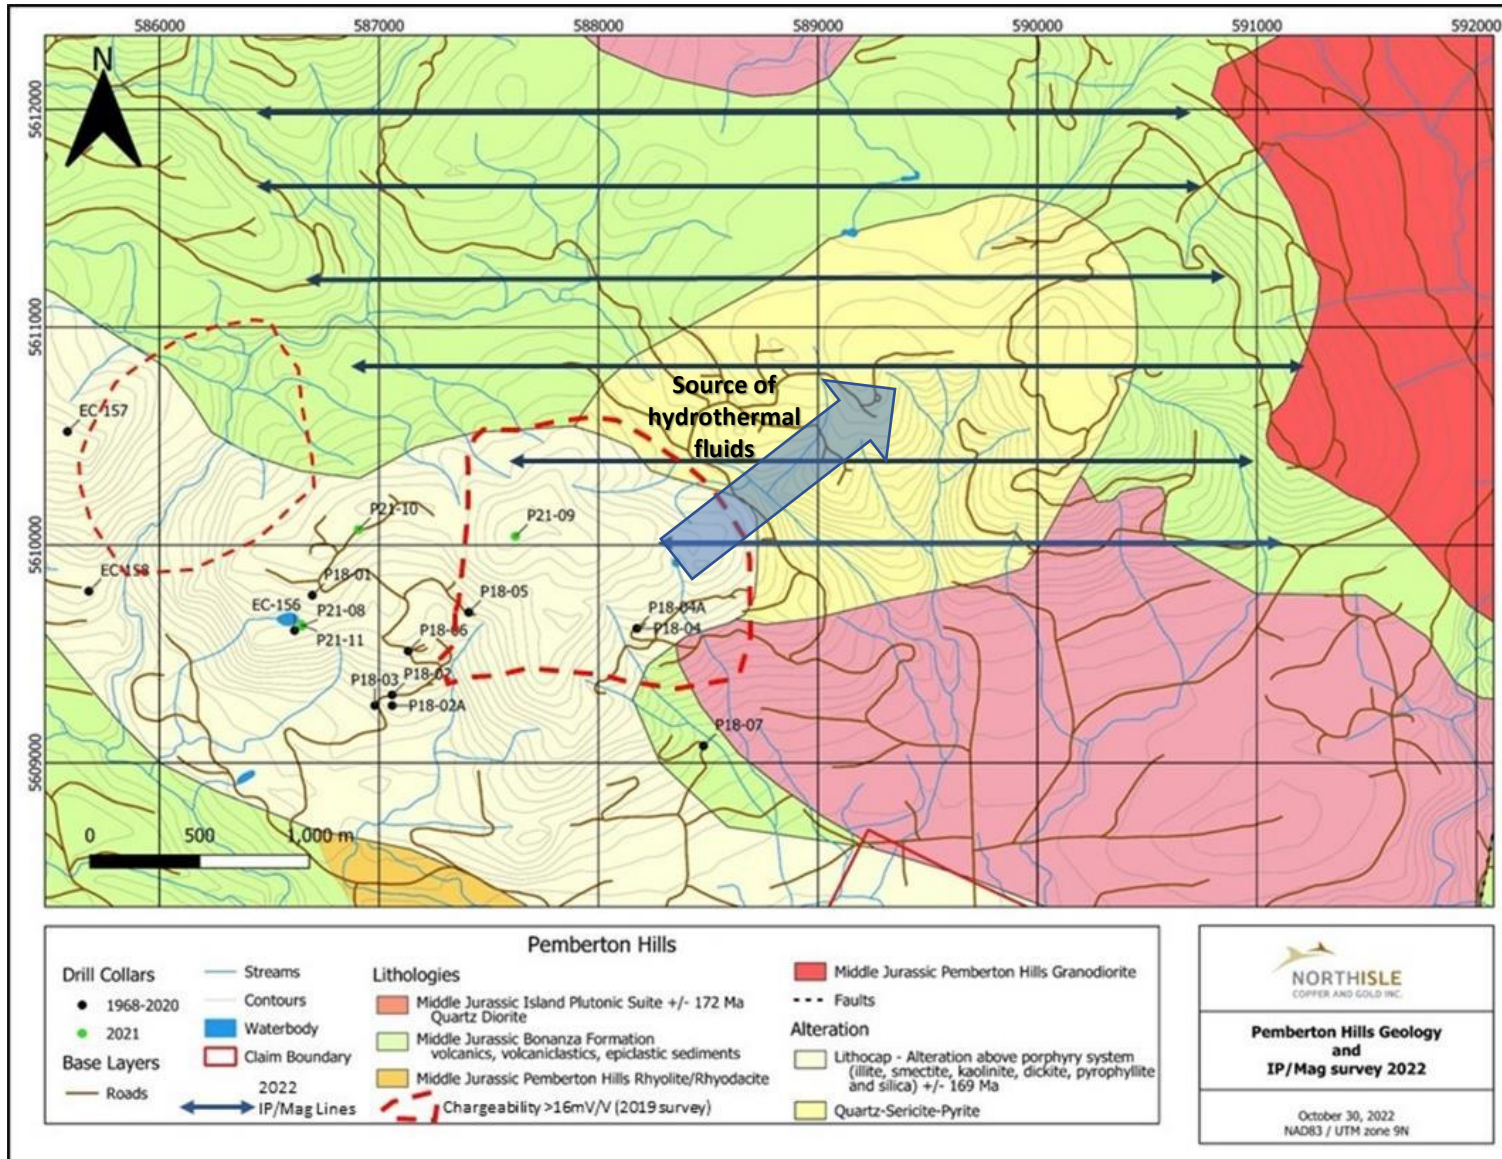 586000 587000 588000 589000 590000 591000 592000
N
5612000
5611000
5610000
5609000
Source of
hydrothermal
fluids
EC-157
P21-10
P21-09
EC-158
P18-01
P18-05
EC-156
P21-08
P21-11
P18-04A
P18-04
P18-06
P18-02
P18-03
P18-02A
P18-07
0 500 1,000 m
Pemberton Hills
Drill Collars
1968-2020
2021
Base Layers
Roads
Streams
Contours
Waterbody
Claim Boundary
2022
IP/Mag Lines
Lithologies
Middle Jurassic Island Plutonic Suite +/- 172 Ma
Quartz Diorite
Middle Jurassic Bonanza Formation
volcanics, volcaniclastics, epiclastic sediments
Middle Jurassic Pemberton Hills Rhyolite/Rhyodacite
Chargeability >16mV/V (2019 survey)
Middle Jurassic Pemberton Hills Granodiorite
Faults
Alteration
Lithocap - Alteration above porphyry system
(illite, smectite, kaolinite, dickite, pyrophyllite
and silica) +/- 169 Ma
Quartz-Sericite-Pyrite
NORTHISLE
COPPER AND GOLD INC.
Pemberton Hills Geology
and
IP/Mag survey 2022
October 30, 2022
NAD83 / UTM zone 9N